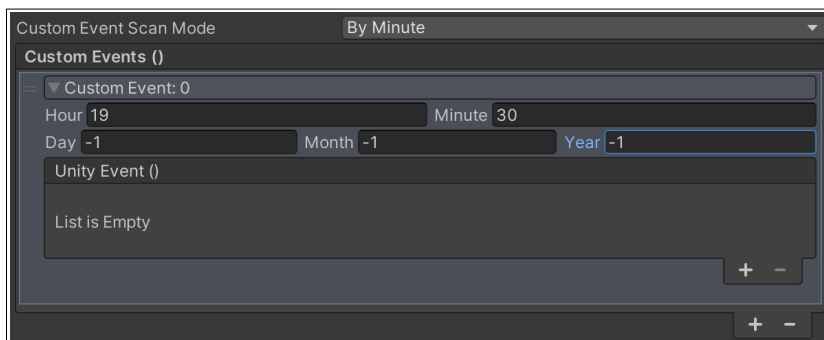 Custom Event Scan Mode By Minute
Custom Events ()
Custom Event: 0
Hour 19 Minute 30
Day -1 Month -1 Year -1
Unity Event ()
List is Empty
+ −
+ −